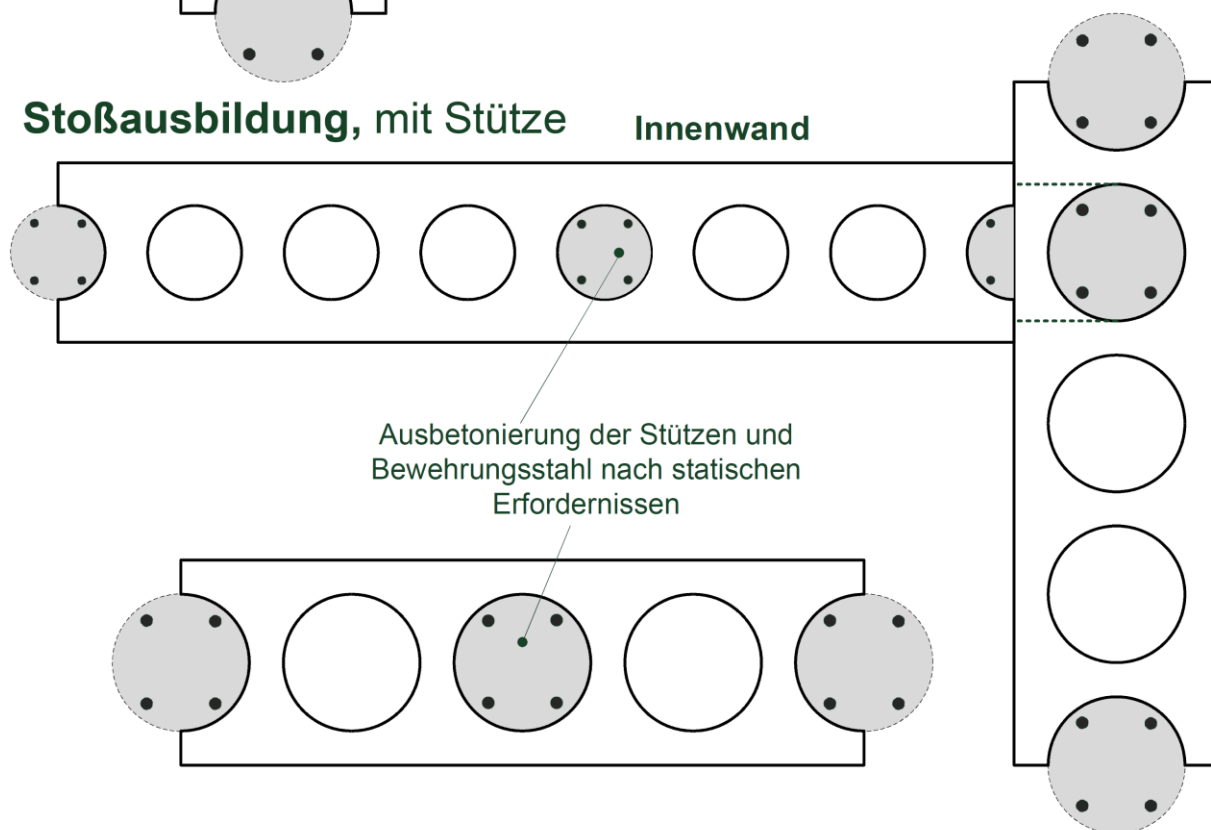 Stoßausbildung, mit Stütze
Innenwand
Ausbetonierung der Stützen und
Bewehrungsstahl nach statischen
Erfordernissen